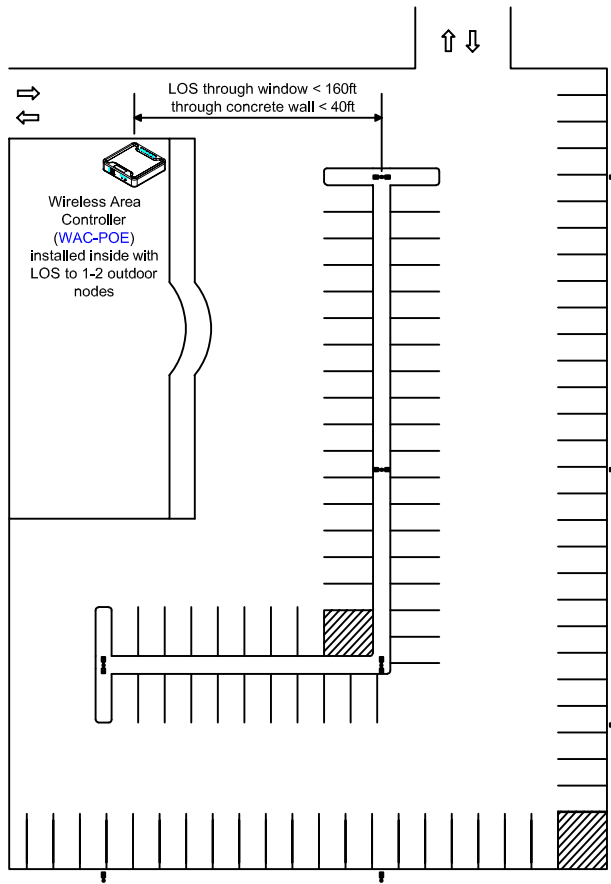 LOS through window < 160ft
through concrete wall < 40ft
Wireless Area
Controller
(WAC-POE)
installed inside with
LOS to 1-2 outdoor
nodes